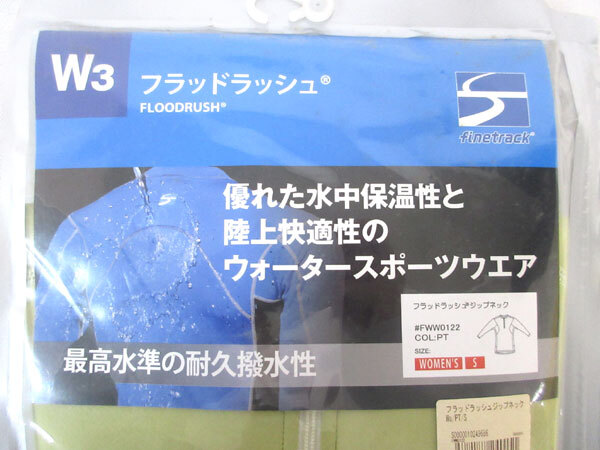 W3
フラッドラッシュ®
FLOODRUSH®
finetrack®
優れた水中保温性と
陸上快適性の
ウォータースポーツウエア
フラッドラッシュ®ジップネック
#FWW0122
COL:PT
SIZE:
WOMEN'S S
最高水準の耐久撥水性
フラッドラッシュジップネック
PT/S